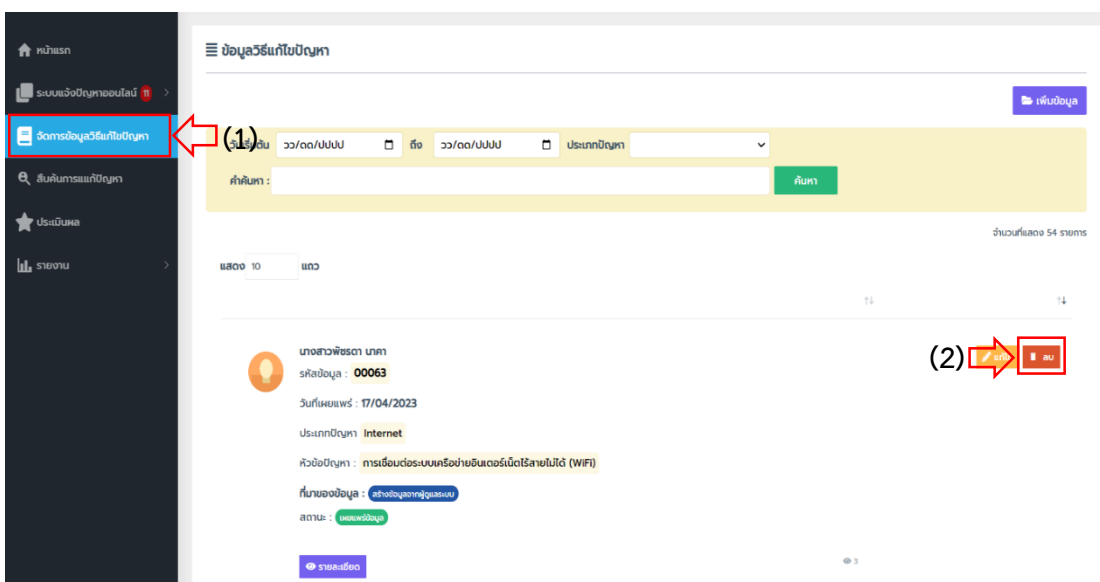 หน้าแรก
ระบบแจ้งปัญหาออนไลน์ 11
จัดการข้อมูลวิธีแก้ไขปัญหา
(1)
สืบค้นการแแก้ปัญหา
ประเมินผล
รายงาน
ข้อมูลวิธีแก้ไขปัญหา
เพิ่มข้อมูล
วว/ดด/ปปปป ถึง วว/ดด/ปปปป ประเภทปัญหา
คำค้นหา : ค้นหา
จำนวนที่แสดง 54 รายการ
แสดง 10 แถว
นางสาวพัชรดา นาคา
(2) ลบ
รหัสข้อมูล : 00063
วันที่เผยแพร่ : 17/04/2023
ประเภทปัญหา Internet
หัวข้อปัญหา : การเชื่อมต่อระบบเครือข่ายอินเตอร์เน็ตไร้สายไม่ได้ (WiFi)
ที่มาของข้อมูล : สร้างข้อมูลจากผู้ดูแลระบบ
สถานะ : เผยแพร่ข้อมูล
รายละเอียด 3